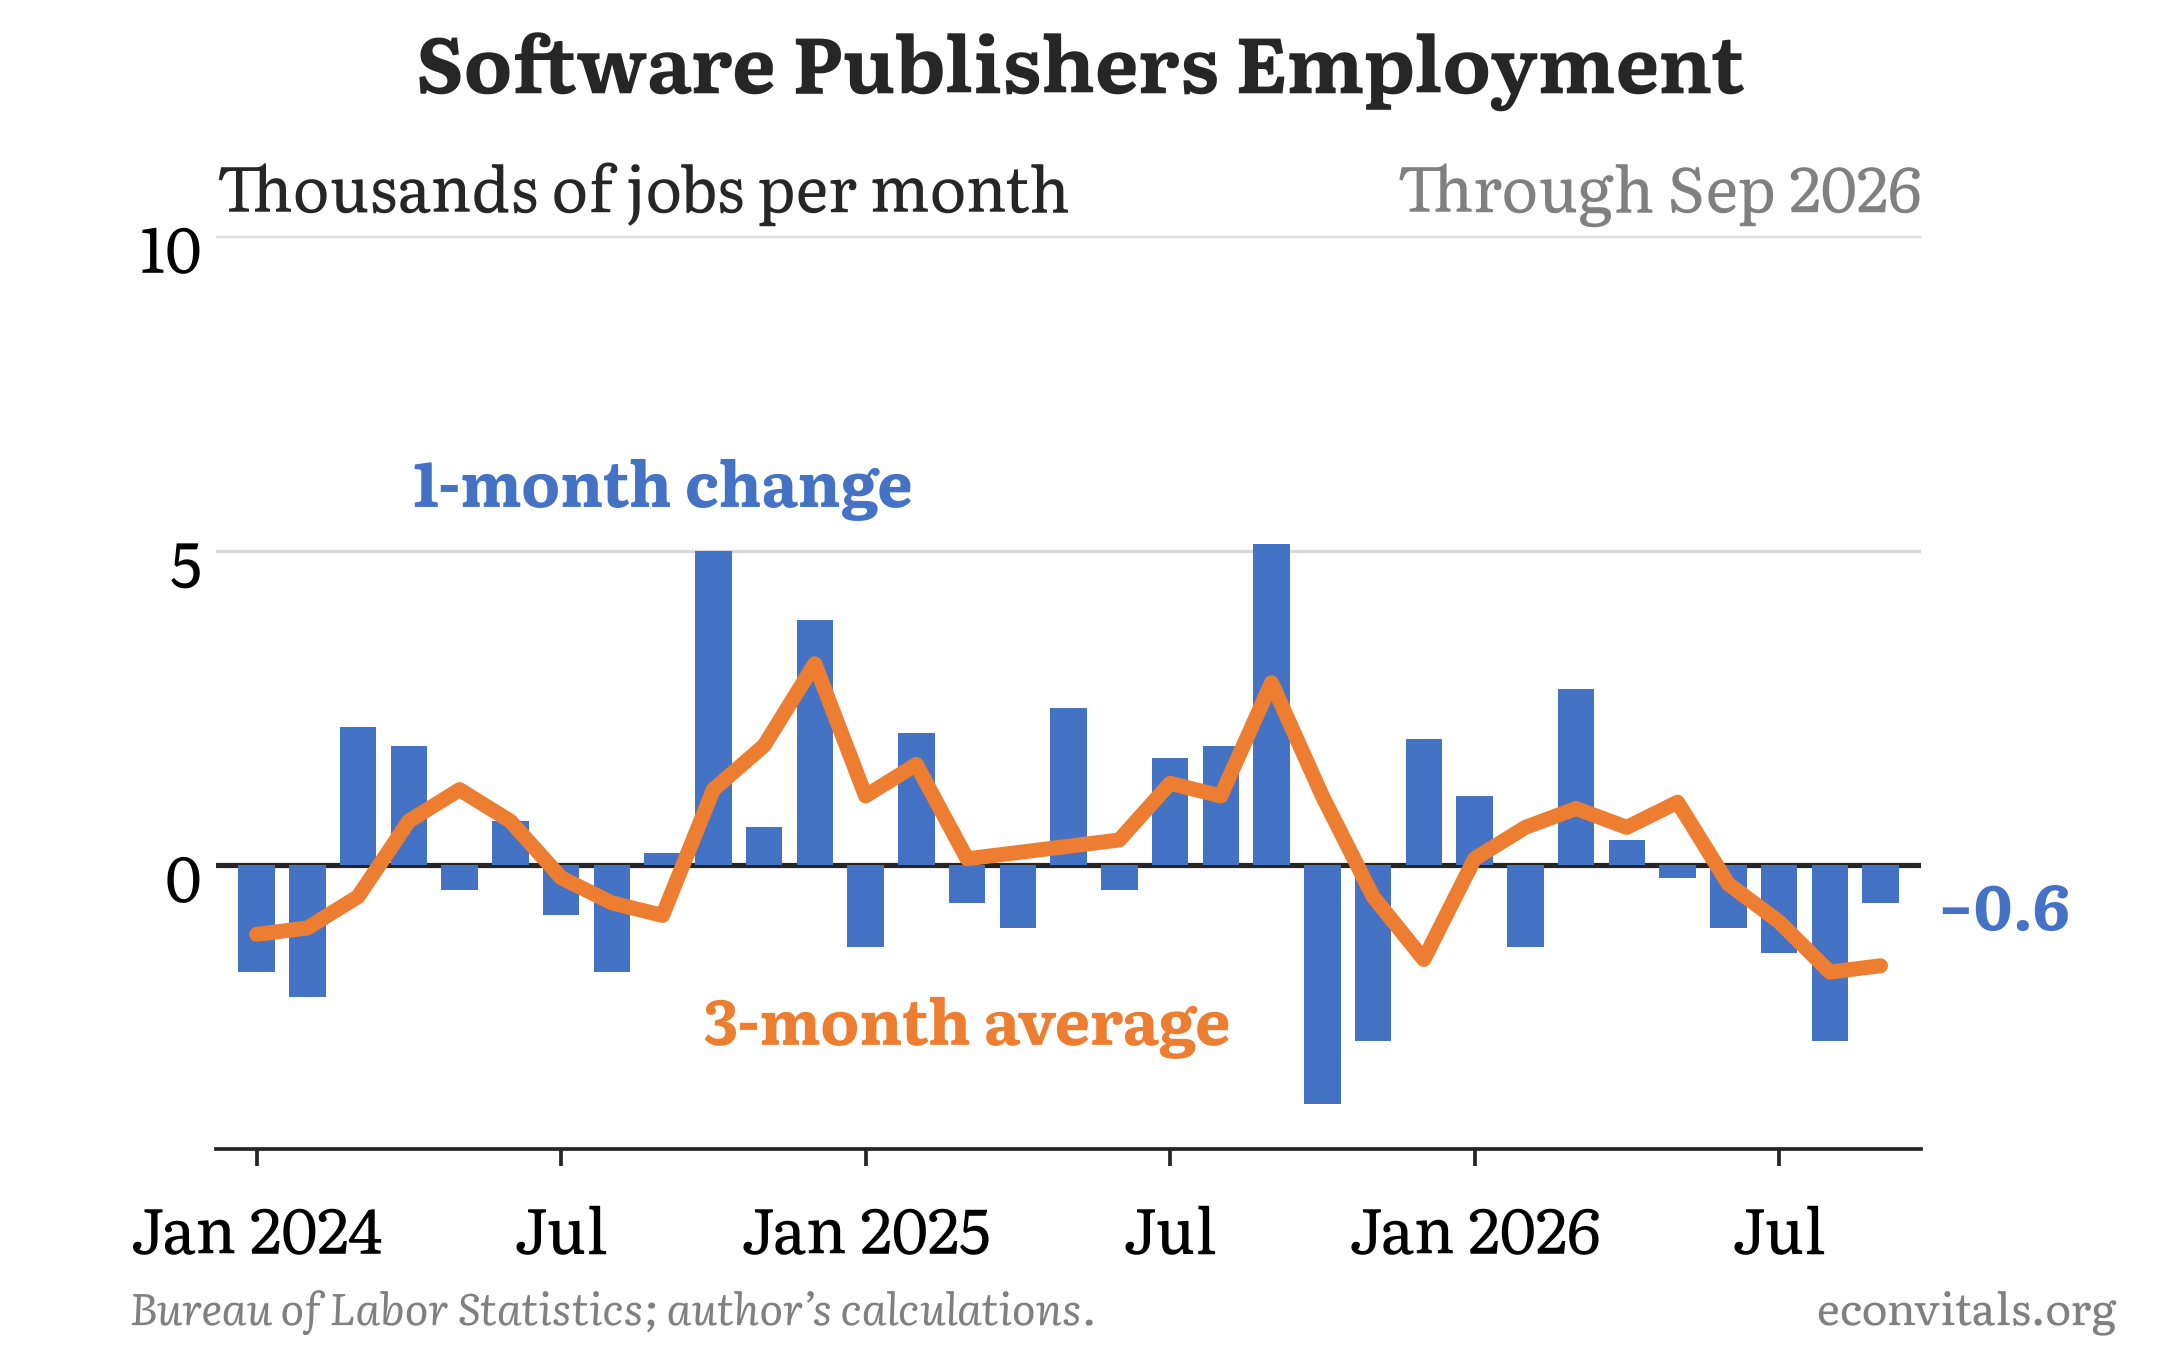 Software Publishers Employment
Thousands of jobs per month
Through Sep 2026
10
1-month change
5
0
−0.6
3-month average
Jan 2024
Jul
Jan 2025
Jul
Jan 2026
Jul
Bureau of Labor Statistics; author’s calculations.
econvitals.org